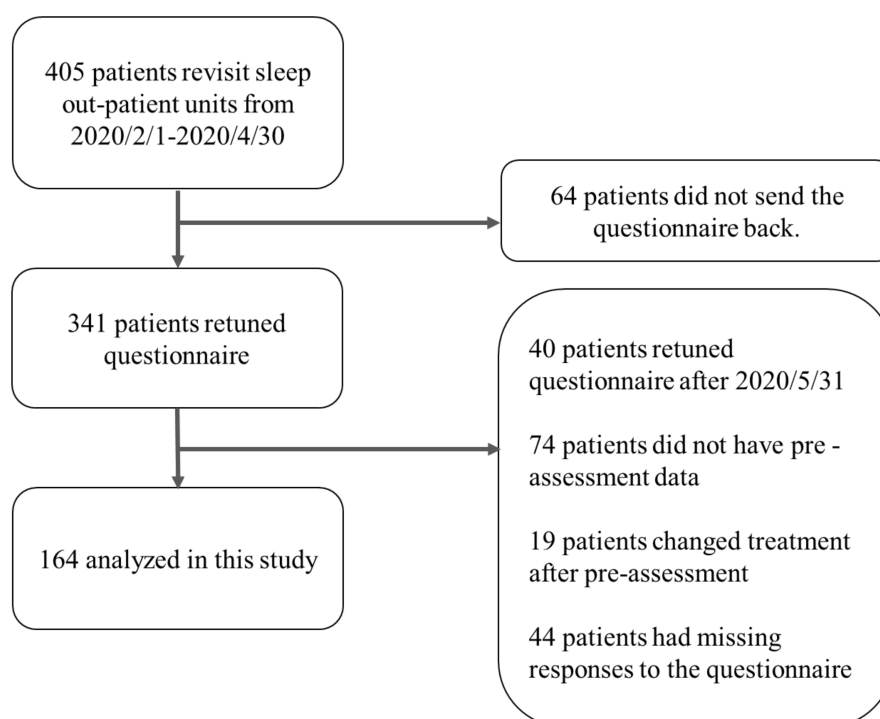 405 patients revisit sleep
out-patient units from
2020/2/1-2020/4/30
64 patients did not send the
questionnaire back.
341 patients retuned
questionnaire
40 patients retuned
questionnaire after 2020/5/31
74 patients did not have pre -
assessment data
19 patients changed treatment
after pre-assessment
44 patients had missing
responses to the questionnaire
164 analyzed in this study